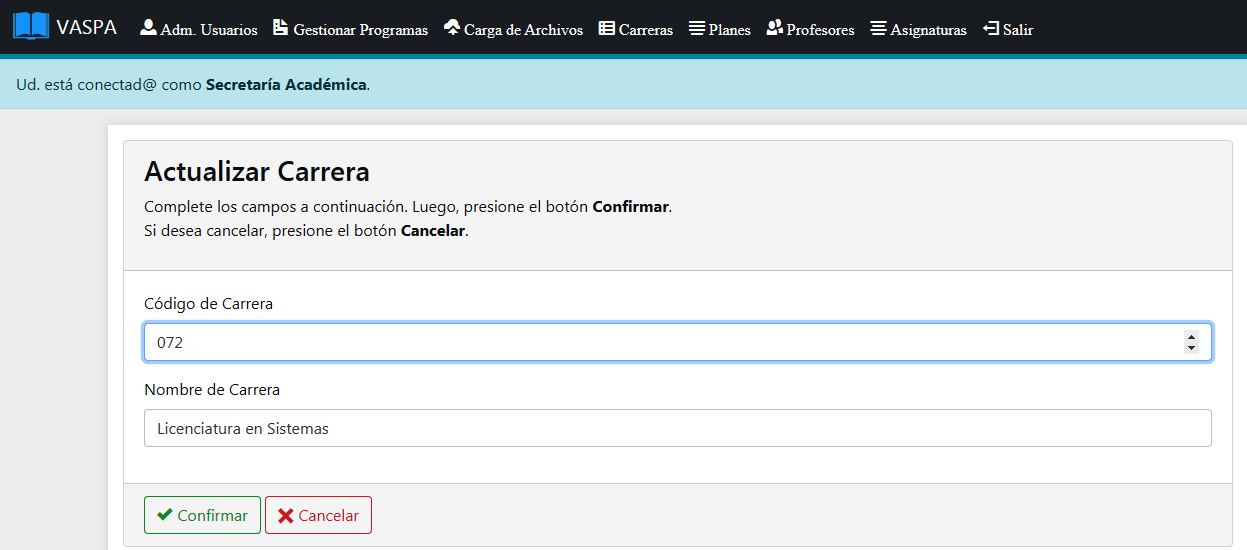 VASPA Adm. Usuarios Gestionar Programas Carga de Archivos Carreras Planes Profesores Asignaturas Salir
Ud. está conectad@ como Secretaría Académica.
Actualizar Carrera
Complete los campos a continuación. Luego, presione el botón Confirmar.
Si desea cancelar, presione el botón Cancelar.
Código de Carrera
072
Nombre de Carrera
Licenciatura en Sistemas
Confirmar Cancelar